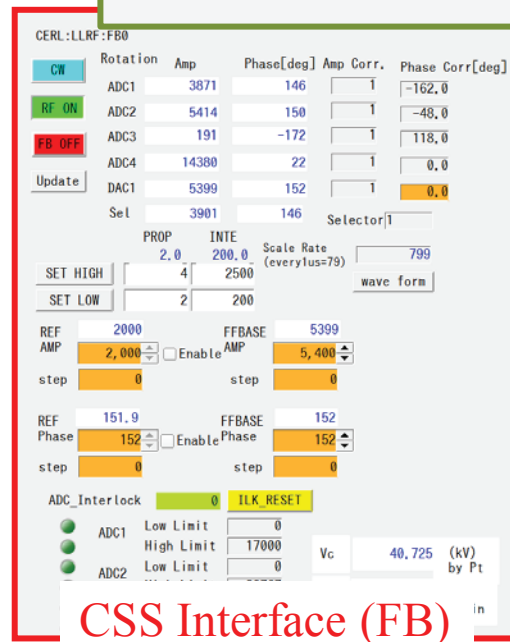 CERL:LLRF:FB0
Rotation Amp Phase[deg] Amp Corr. Phase Corr[deg]
CW
ADC1 3871 146 1 -162.0
RF ON
ADC2 5414 150 1 -48.0
FB OFF
ADC3 191 -172 1 118.0
ADC4 14380 22 1 0.0
Update
DAC1 5399 152 1 0.0
Sel 3901 146 Selector 1
PROP INTE
2.0 200.0 Scale Rate (every1us=79) 799
SET HIGH 4 2500 wave form
SET LOW 2 200
REF AMP 2000 FFBASE AMP 5399
2,000 Enable 5,400
step 0 step 0
REF Phase 151.9 FFBASE Phase 152
152 Enable 152
step 0 step 0
ADC_Interlock 0 ILK_RESET
ADC1 Low Limit 0
High Limit 17000 Vc 40.725 (kV) by Pt
ADC2 Low Limit 0
in
CSS Interface (FB)